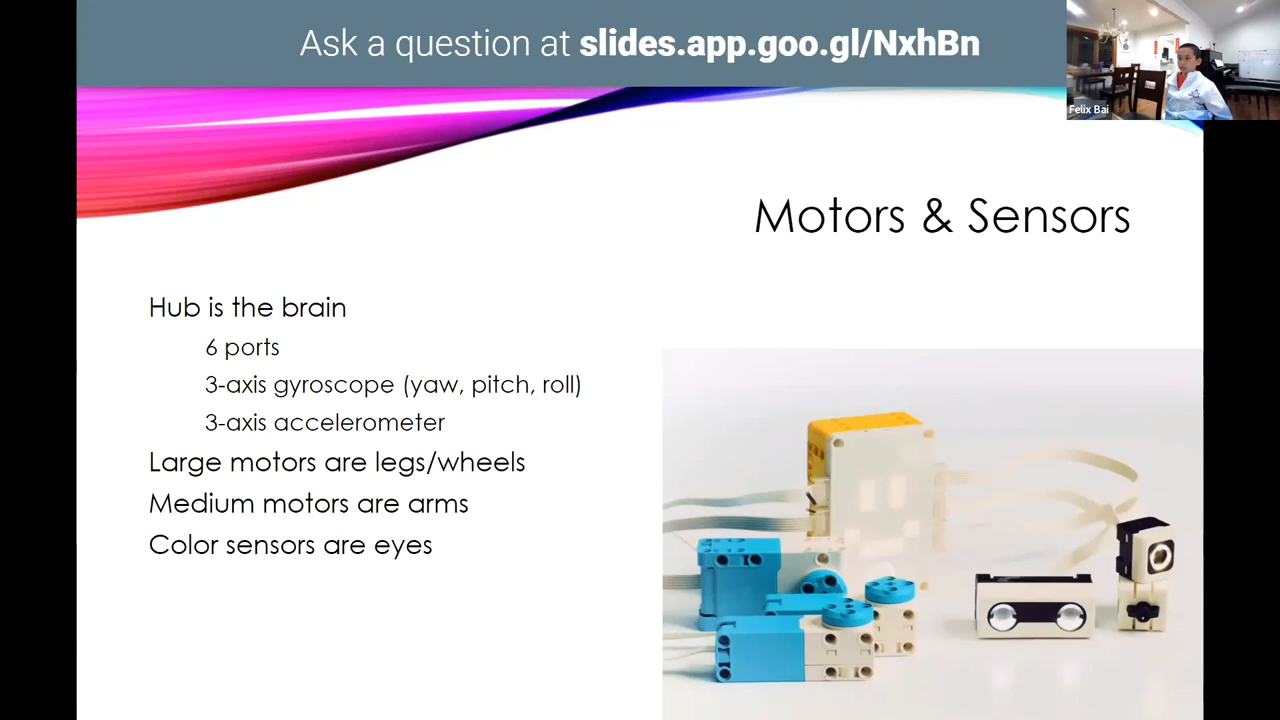 Ask a question at slides.app.goo.gl/NxhBn
Felix Bai
Motors & Sensors
Hub is the brain
6 ports
3-axis gyroscope (yaw, pitch, roll)
3-axis accelerometer
Large motors are legs/wheels
Medium motors are arms
Color sensors are eyes